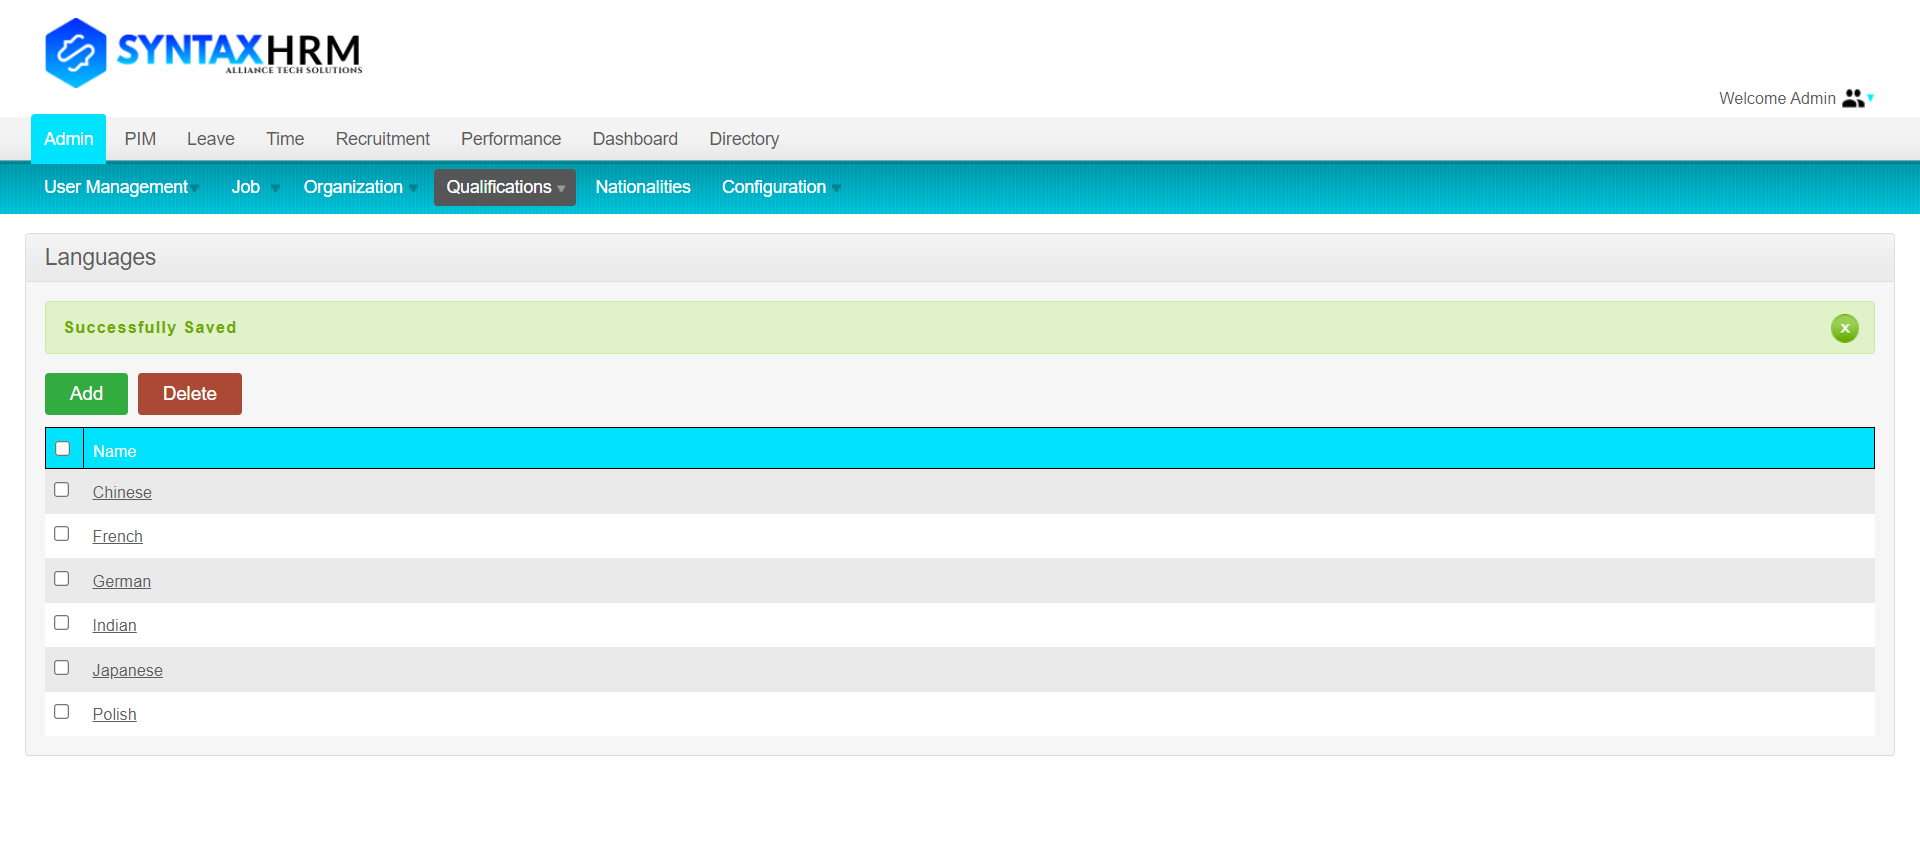 SYNTAXHRM
ALLIANCE TECH SOLUTIONS
Welcome Admin
Admin PIM Leave Time Recruitment Performance Dashboard Directory
User Management Job Organization Qualifications Nationalities Configuration
Languages
Successfully Saved
x
Add Delete
Name
Chinese
French
German
Indian
Japanese
Polish